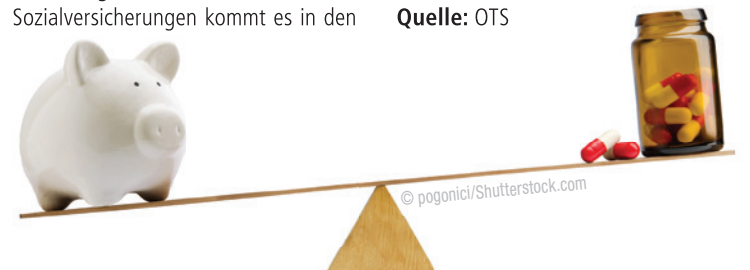 Sozialversicherungen kommt es in den
Quelle: OTS
© pogonici/Shutterstock.com